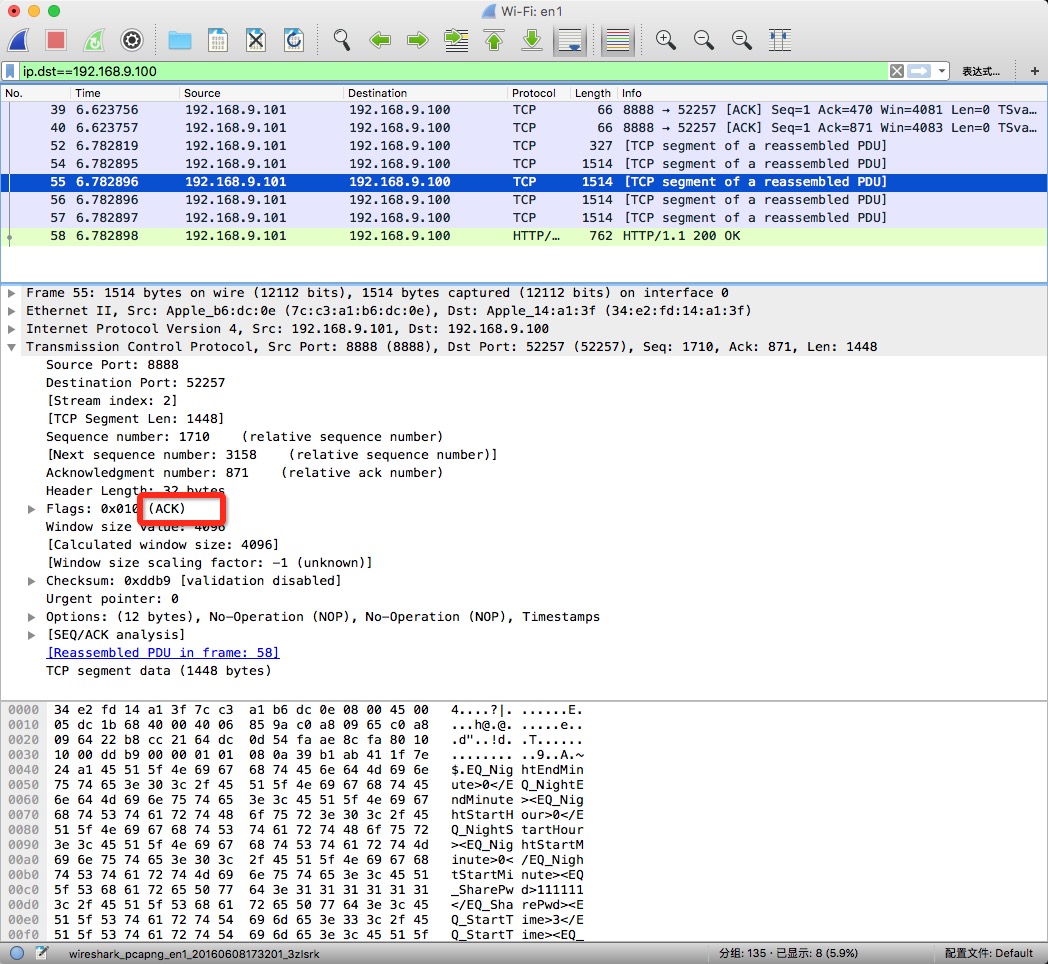 Wi-Fi: en1
ip.dst==192.168.9.100
表达式...
+
No. Time Source Destination Protocol Length Info
39 6.623756 192.168.9.101 192.168.9.100 TCP 66 8888 → 52257 [ACK] Seq=1 Ack=470 Win=4081 Len=0 TSva…
40 6.623757 192.168.9.101 192.168.9.100 TCP 66 8888 → 52257 [ACK] Seq=1 Ack=871 Win=4083 Len=0 TSva…
52 6.782819 192.168.9.101 192.168.9.100 TCP 327 [TCP segment of a reassembled PDU]
54 6.782895 192.168.9.101 192.168.9.100 TCP 1514 [TCP segment of a reassembled PDU]
55 6.782896 192.168.9.101 192.168.9.100 TCP 1514 [TCP segment of a reassembled PDU]
56 6.782896 192.168.9.101 192.168.9.100 TCP 1514 [TCP segment of a reassembled PDU]
57 6.782897 192.168.9.101 192.168.9.100 TCP 1514 [TCP segment of a reassembled PDU]
58 6.782898 192.168.9.101 192.168.9.100 HTTP/… 762 HTTP/1.1 200 OK
Frame 55: 1514 bytes on wire (12112 bits), 1514 bytes captured (12112 bits) on interface 0
Ethernet II, Src: Apple_b6:dc:0e (7c:c3:a1:b6:dc:0e), Dst: Apple_14:a1:3f (34:e2:fd:14:a1:3f)
Internet Protocol Version 4, Src: 192.168.9.101, Dst: 192.168.9.100
Transmission Control Protocol, Src Port: 8888 (8888), Dst Port: 52257 (52257), Seq: 1710, Ack: 871, Len: 1448
Source Port: 8888
Destination Port: 52257
[Stream index: 2]
[TCP Segment Len: 1448]
Sequence number: 1710 (relative sequence number)
[Next sequence number: 3158 (relative sequence number)]
Acknowledgment number: 871 (relative ack number)
Header Length: 32 bytes
Flags: 0x010 (ACK)
Window size value: 4096
[Calculated window size: 4096]
[Window size scaling factor: -1 (unknown)]
Checksum: 0xddb9 [validation disabled]
Urgent pointer: 0
Options: (12 bytes), No-Operation (NOP), No-Operation (NOP), Timestamps
[SEQ/ACK analysis]
[Reassembled PDU in frame: 58]
TCP segment data (1448 bytes)
0000 34 e2 fd 14 a1 3f 7c c3 a1 b6 dc 0e 08 00 45 00 4....?|. ......E.
0010 05 dc 1b 68 40 00 40 06 85 9a c0 a8 09 65 c0 a8 ...h@.@. .....e..
0020 09 64 22 b8 cc 21 64 dc 0d 54 fa ae 8c fa 80 10 .d"..!d. .T......
0030 10 00 dd b9 00 00 01 01 08 0a 39 b1 ab 41 1f 7e ........ ..9..A.~
0040 24 a1 45 51 5f 4e 69 67 68 74 45 6e 64 4d 69 6e $.EQ_Nig htEndMin
0050 75 74 65 3e 30 3c 2f 45 51 5f 4e 69 67 68 74 45 ute>0</E Q_NightE
0060 6e 64 4d 69 6e 75 74 65 3e 3c 45 51 5f 4e 69 67 ndMinute ><EQ_Nig
0070 68 74 53 74 61 72 74 48 6f 75 72 3e 30 3c 2f 45 htStartH our>0</E
0080 51 5f 4e 69 67 68 74 53 74 61 72 74 48 6f 75 72 Q_NightS tartHour
0090 3e 3c 45 51 5f 4e 69 67 68 74 53 74 61 72 74 4d ><EQ_Nig htStartM
00a0 69 6e 75 74 65 3e 30 3c 2f 45 51 5f 4e 69 67 68 inute>0< /EQ_Nigh
00b0 74 53 74 61 72 74 4d 69 6e 75 74 65 3e 3c 45 51 tStartMi nute><EQ
00c0 5f 53 68 61 72 65 50 77 64 3e 31 31 31 31 31 31 _SharePw d>111111
00d0 3c 2f 45 51 5f 53 68 61 72 65 50 77 64 3e 3c 45 </EQ_Sha rePwd><E
00e0 51 5f 53 74 61 72 74 54 69 6d 65 3e 33 3c 2f 45 Q_StartT ime>3</E
00f0 51 5f 53 74 61 72 74 54 69 6d 65 3e 3c 45 51 5f Q_StartT ime><EQ_
wireshark_pcapng_en1_20160608173201_3zlsrk 分组: 135 · 已显示: 8 (5.9%) 配置文件: Default